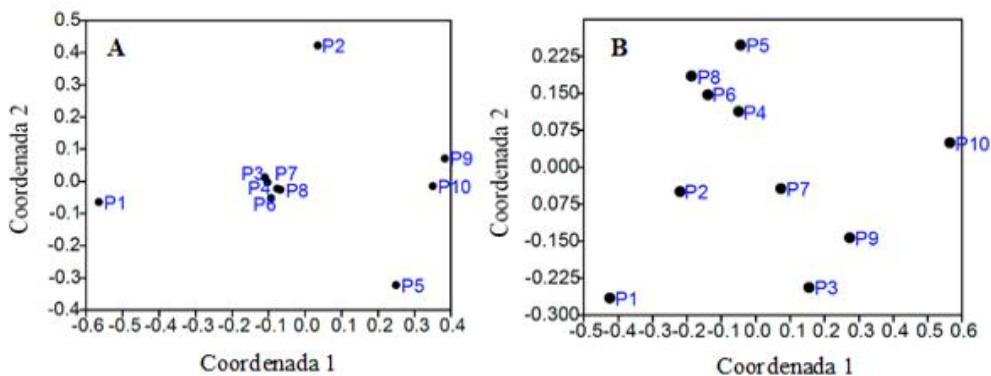 A
0.5
0.4
0.3
0.2
0.1
0.0
-0.1
-0.2
-0.3
-0.4
Coordenada 2
P2
P9
P10
P3 P7
P4 P8
P6
P1
P5
-0.6 -0.5 -0.4 -0.3 -0.2 -0.1 0.0 0.1 0.2 0.3 0.4
Coordenada 1
B
0.225
0.150
0.075
0.000
0.075
-0.150
-0.225
-0.300
Coordenada 2
P5
P8
P6
P4
P10
P2
P7
P9
P3
P1
-0.5 -0.4 -0.3 -0.2 -0.1 0.0 0.1 0.2 0.3 0.4 0.5 0.6
Coordenada 1